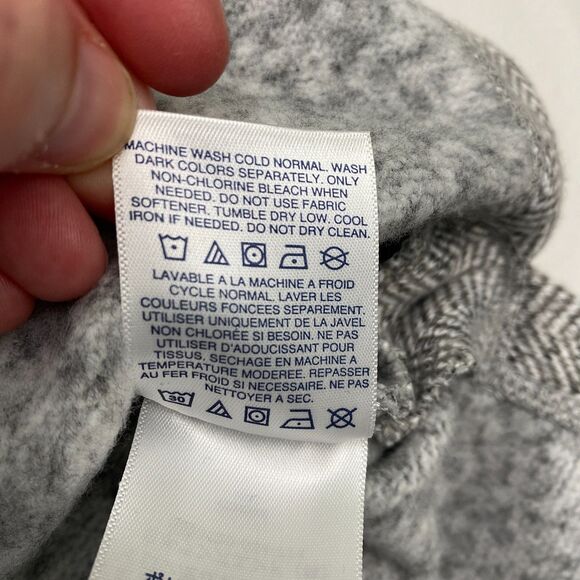 MACHINE WASH COLD NORMAL. WASH
DARK COLORS SEPARATELY. ONLY
NON-CHLORINE BLEACH WHEN
NEEDED. DO NOT USE FABRIC
SOFTENER. TUMBLE DRY LOW. COOL
IRON IF NEEDED. DO NOT DRY CLEAN.
LAVABLE A LA MACHINE A FROID
CYCLE NORMAL. LAVER LES
COULEURS FONCEES SEPAREMENT.
UTILISER UNIQUEMENT DE LA JAVEL
NON CHLORÉE SI BESOIN. NE PAS
UTILISER D'ADOUCISSANT POUR
TISSUS, SECHAGE EN MACHINE A
TEMPERATURE MODEREE. REPASSER
AU FER FROID SI NECESSAIRE. NE PAS
NETTOYER A SEC.
30